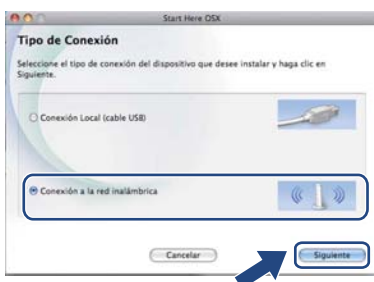 Start Here OSX
Tipo de Conexión
Seleccione el tipo de conexión del dispositivo que desee instalar y haga clic en
Siguiente.
Conexión Local (cable USB)
Conexión a la red inalámbrica
Cancelar
Siguiente